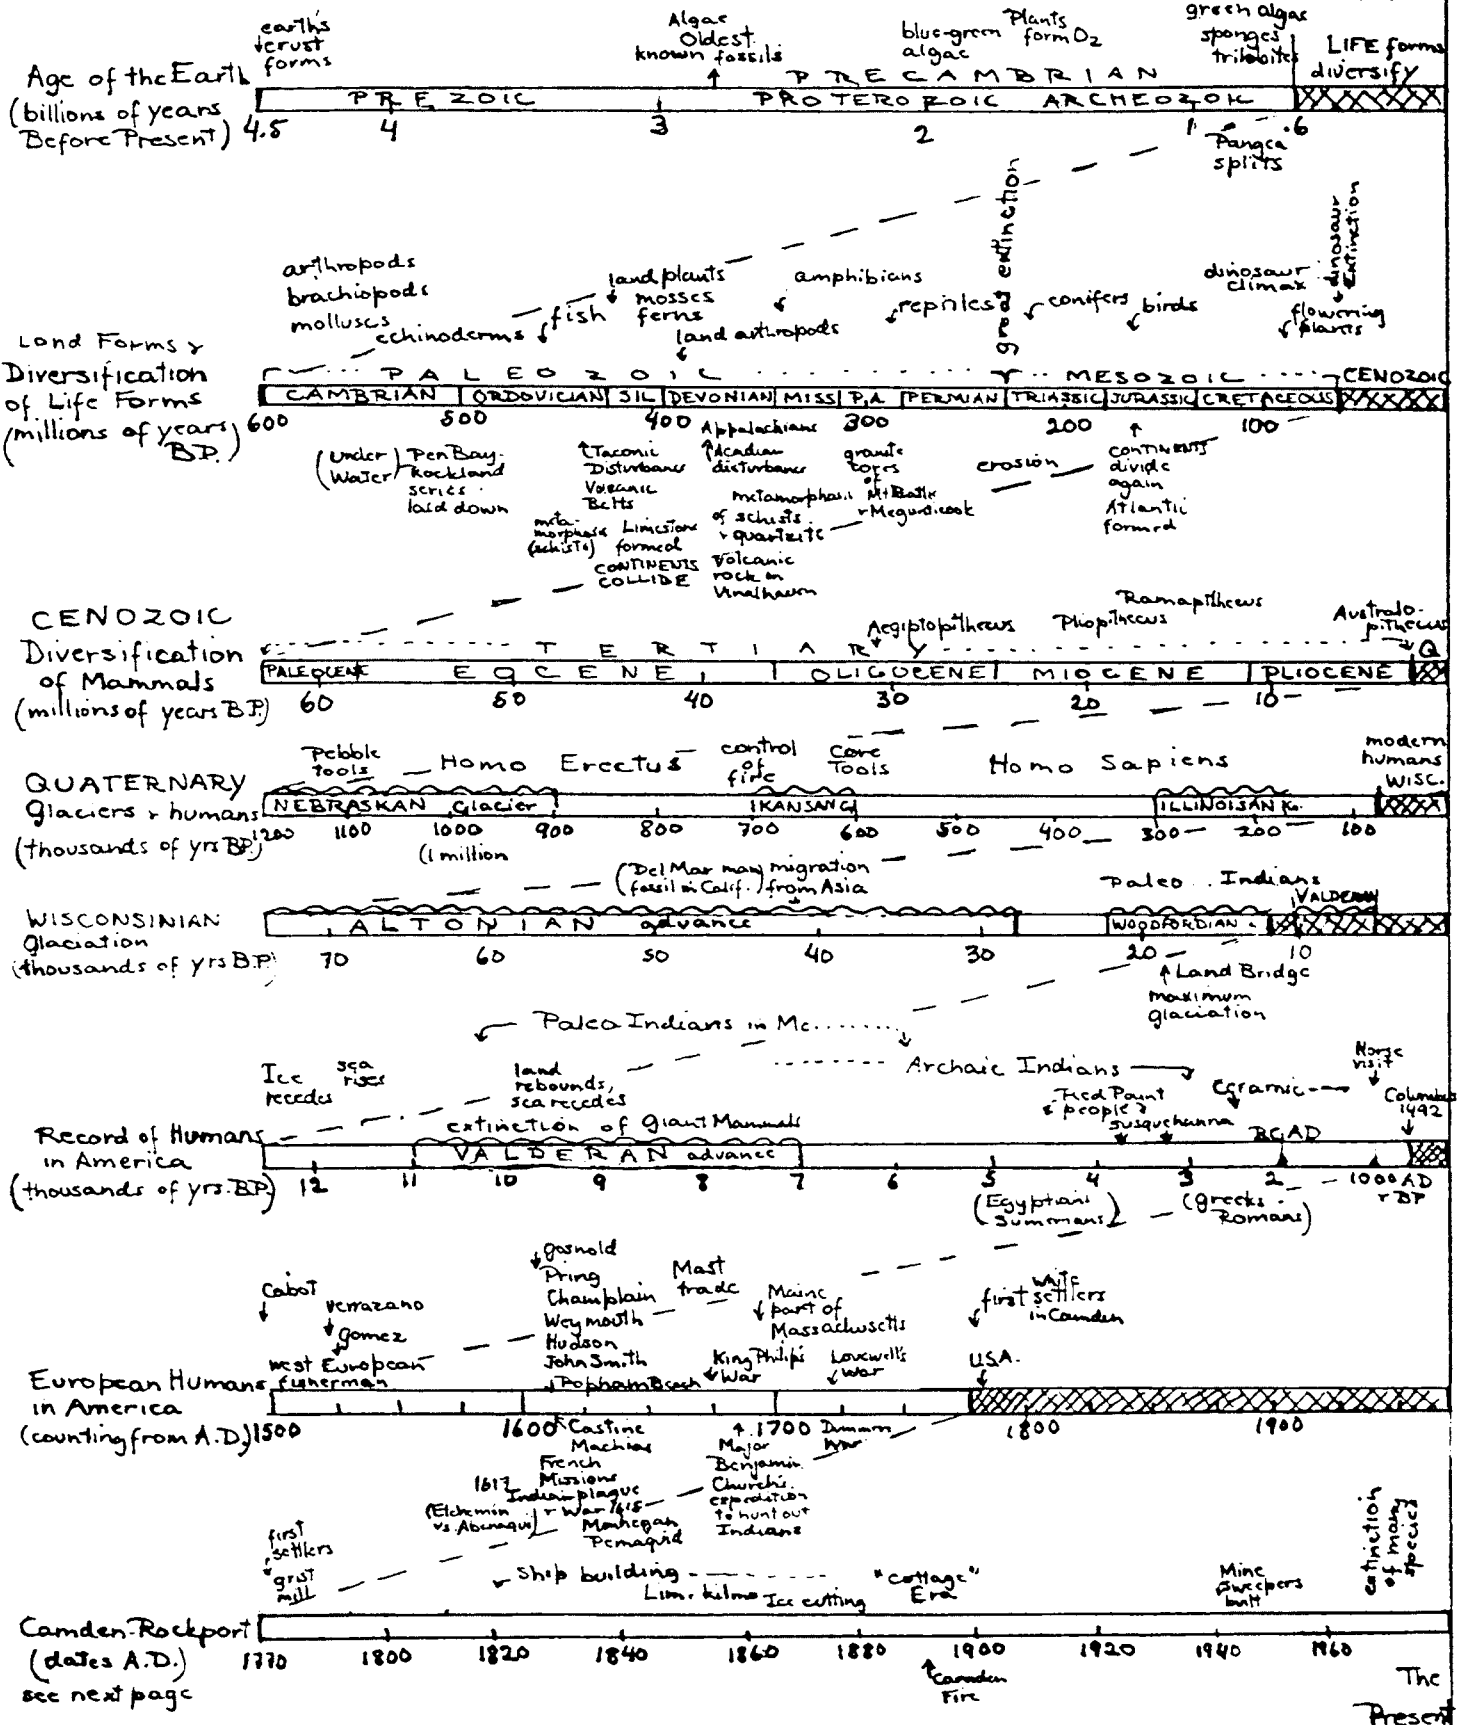 earth's
crust
forms
Algae
Oldest
known fossils
blue-green
algae
Plants
form O2
green algae
sponges
trilobites
LIFE forms
diversify
Age of the Earth
(billions of years
Before Present)
PRECAMBRIAN
PREZOIC
PROTEROZOIC ARCHEOZOIC
4.5 4 3 2 1 .6
Pangea
splits
arthropods
brachiopods
molluscs
echinoderms
fish
land plants
mosses
ferns
land arthropods
amphibians
reptiles
great extinction
conifers
birds
dinosaur
climax
dinosaur
Extinction
flowering
plants
Land Forms &
Diversification
of Life Forms
(millions of years
B.P.)
PALEOZOIC MESOZOIC CENOZOIC
CAMBRIAN ORDOVICIAN SIL DEVONIAN MISS P.A PERMIAN TRIASSIC JURASSIC CRETACEOUS
600 500 400 300 200 100
(under
Water)
Pen Bay-
Rockland
series
laid down
Taconic
Disturbance
Volcanic
Belts
meta-
morphasis
(schists)
Limestone
formed
CONTINENTS
COLLIDE
Appalachians
Acadian
disturbance
metamorphasis
of schists
+ quartzite
Volcanic
rock on
Vinalhaven
granite
cores
of
Mt Battie
+ Megunticook
erosion
CONTINENTS
divide
again
Atlantic
formed
CENOZOIC
Diversification
of Mammals
(millions of years B.P.)
Aegiptopithecus
Pliopithecus
Ramapithecus
Australo-
pithecus
TERTIARY Q
PALEOCENE EOCENE OLIGOCENE MIOCENE PLIOCENE
60 50 40 30 20 10
QUATERNARY
Glaciers & humans
(thousands of yrs BP)
Pebble
tools
Homo Erectus
control
of
fire
Core
Tools
Homo Sapiens
modern
humans
WISC.
NEBRASKAN Glacier KANSAN G ILLINOISAN
1200 1100 1000 900 800 700 600 500 400 300 200 100
(1 million
WISCONSINIAN
Glaciation
(thousands of yrs B.P.)
(Del Mar man
fossil in Calif.)
migration
from Asia
Paleo Indians
VALDERAN
ALTONIAN advance WOODFORDIAN
70 60 50 40 30 20 10
Land Bridge
maximum
glaciation
Paleo Indians in Me.
Archaic Indians
Ice
recedes
sea
rises
land
rebounds,
sea recedes
extinction of Giant Mammals
Red Paint
people?
Susquehanna
ceramic
Norse
visit
Columbus
1492
Record of Humans
in America
(thousands of yrs. B.P.)
VALDERAN advance
BC AD
12 11 10 9 8 7 6 5 4 3 2 1000 AD
BP
(Egyptians
Summarians)
(Greeks -
Romans)
Cabot
Verrazano
Gomez
West European
fisherman
Gosnold
Pring
Champlain
Weymouth
Hudson
John Smith
Popham Beach
Mast
trade
Maine
part of
Massachusetts
King Philip's
War
Lovewell's
War
first white
settlers
in Camden
USA.
European Humans
in America
(counting from A.D.)
1500 1600 1700 1800 1900
Castine
Machias
French
Missions
1617
Indian plague
+ War 1615
(Etchemin
vs. Abenaqui)
Monhegan
Pemaquid
Major
Benjamin
Church's
expedition
to hunt out
Indians
War
first
settlers
grist
mill
Ship building
Lime kilns
Ice cutting
"Cottage"
Era
Mine
Sweepers
built
extinction
of many
species
Camden-Rockport
(dates A.D.)
see next page
1770 1800 1820 1840 1860 1880 1900 1920 1940 1960
Camden
Fire
The
Present